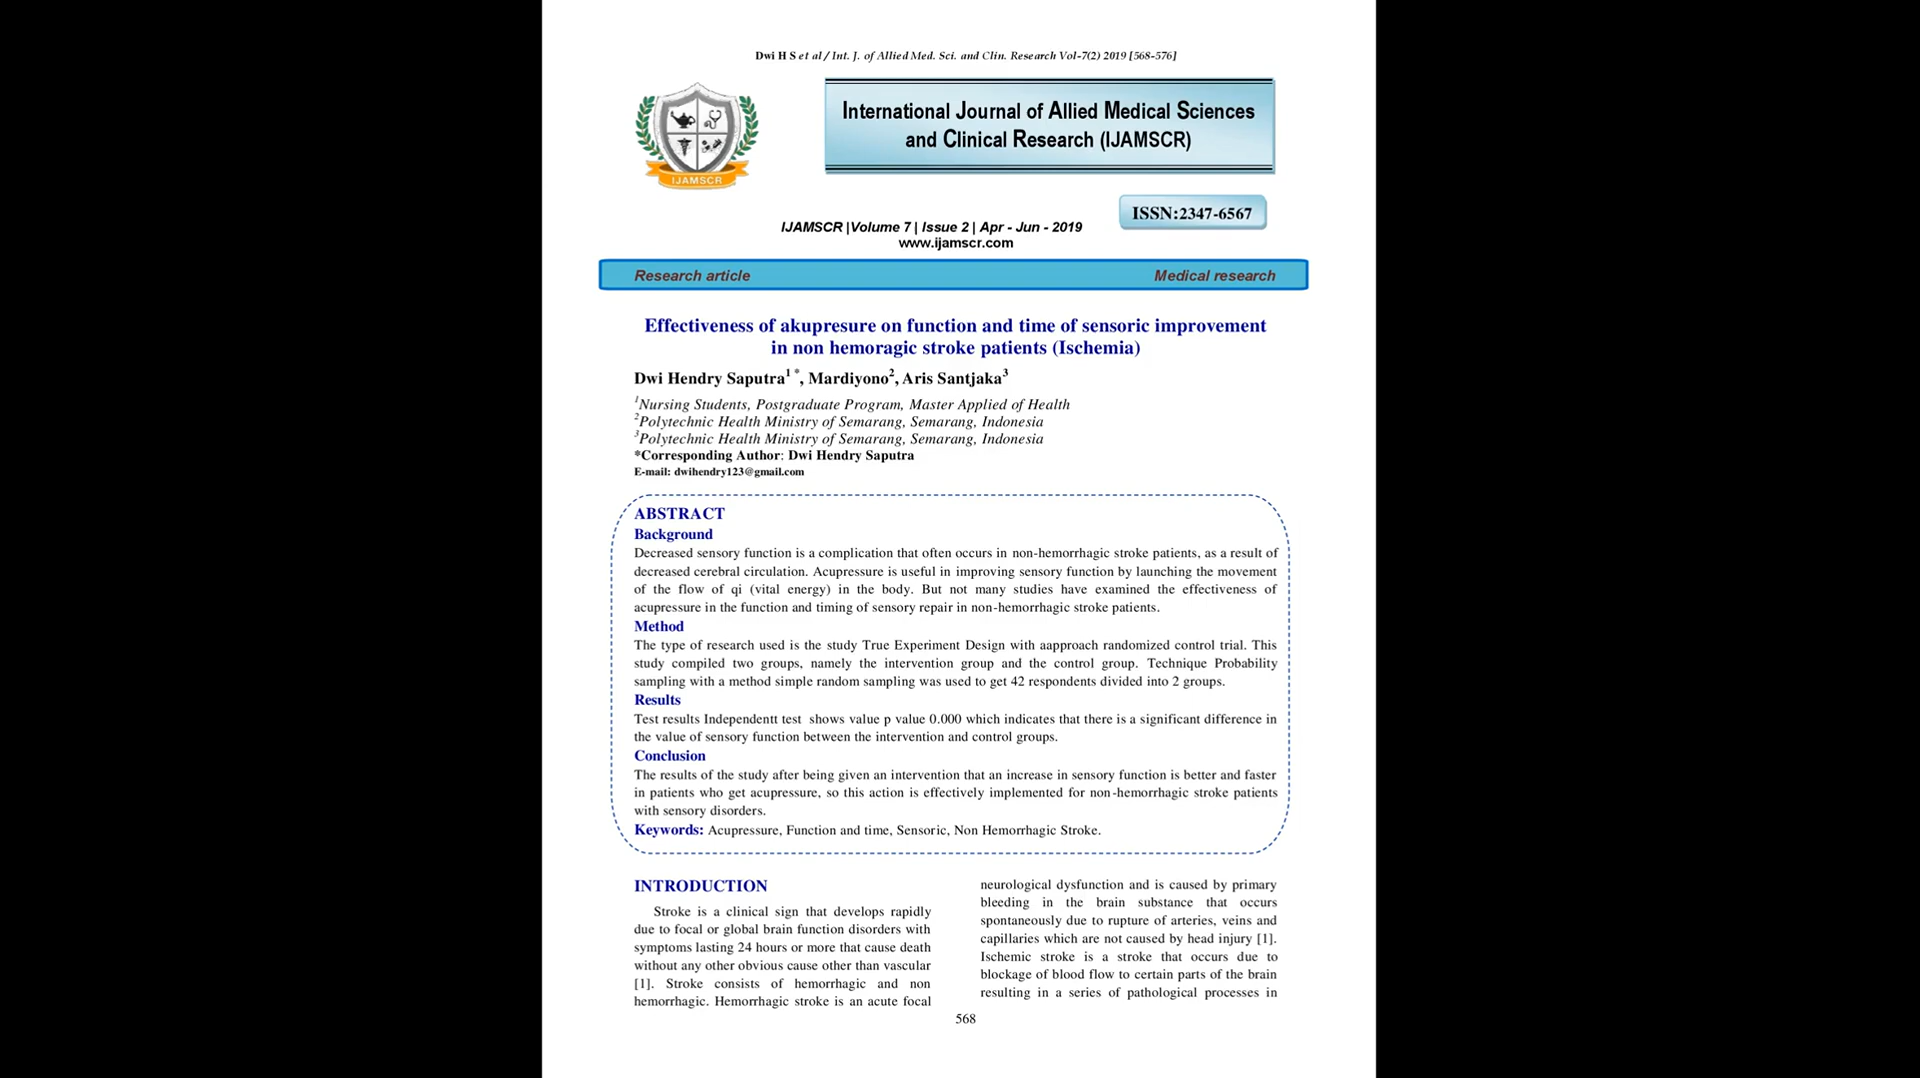 Dwi H S et al / Int. J. of Allied Med. Sci. and Clin. Research Vol-7(2) 2019 [568-576]
International Journal of Allied Medical Sciences
and Clinical Research (IJAMSCR)
IJAMSCR
ISSN:2347-6567
IJAMSCR |Volume 7 | Issue 2 | Apr - Jun - 2019
www.ijamscr.com
Research article Medical research
Effectiveness of akupresure on function and time of sensoric improvement
in non hemoragic stroke patients (Ischemia)
Dwi Hendry Saputra1 *, Mardiyono2, Aris Santjaka3
1Nursing Students, Postgraduate Program, Master Applied of Health
2Polytechnic Health Ministry of Semarang, Semarang, Indonesia
3Polytechnic Health Ministry of Semarang, Semarang, Indonesia
*Corresponding Author: Dwi Hendry Saputra
E-mail: dwihendry123@gmail.com
ABSTRACT
Background
Decreased sensory function is a complication that often occurs in non-hemorrhagic stroke patients, as a result of
decreased cerebral circulation. Acupressure is useful in improving sensory function by launching the movement
of the flow of qi (vital energy) in the body. But not many studies have examined the effectiveness of
acupressure in the function and timing of sensory repair in non-hemorrhagic stroke patients.
Method
The type of research used is the study True Experiment Design with aapproach randomized control trial. This
study compiled two groups, namely the intervention group and the control group. Technique Probability
sampling with a method simple random sampling was used to get 42 respondents divided into 2 groups.
Results
Test results Independentt test shows value p value 0.000 which indicates that there is a significant difference in
the value of sensory function between the intervention and control groups.
Conclusion
The results of the study after being given an intervention that an increase in sensory function is better and faster
in patients who get acupressure, so this action is effectively implemented for non-hemorrhagic stroke patients
with sensory disorders.
Keywords: Acupressure, Function and time, Sensoric, Non Hemorrhagic Stroke.
INTRODUCTION
Stroke is a clinical sign that develops rapidly
due to focal or global brain function disorders with
symptoms lasting 24 hours or more that cause death
without any other obvious cause other than vascular
[1]. Stroke consists of hemorrhagic and non
hemorrhagic. Hemorrhagic stroke is an acute focal
neurological dysfunction and is caused by primary
bleeding in the brain substance that occurs
spontaneously due to rupture of arteries, veins and
capillaries which are not caused by head injury [1].
Ischemic stroke is a stroke that occurs due to
blockage of blood flow to certain parts of the brain
resulting in a series of pathological processes in
568